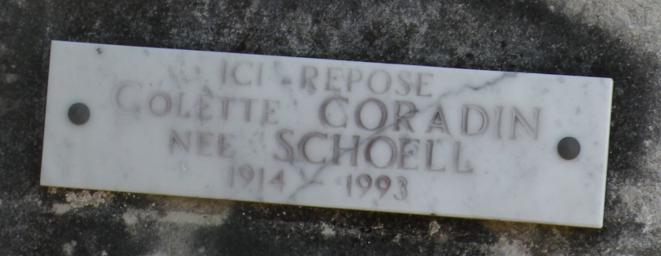 ICI REPOSE
COLETTE CORADIN
NEE SCHOELL
1914 - 1993